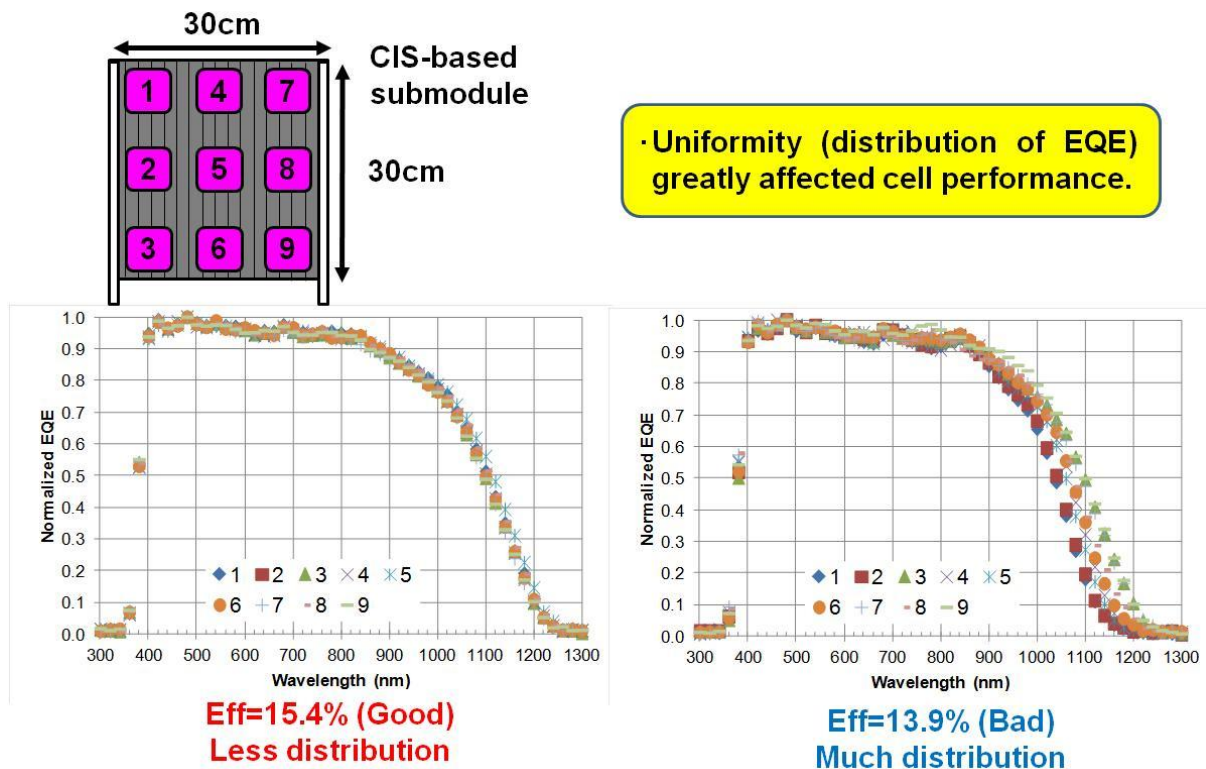 30cm
CIS-based
submodule
1 4 7
2 5 8
3 6 9
30cm
·Uniformity (distribution of EQE)
greatly affected cell performance.
Normalized EQE
1.0
0.9
0.8
0.7
0.6
0.5
0.4
0.3
0.2
0.1
0.0
1 2 3 4 5
6 7 8 9
300 400 500 600 700 800 900 1000 1100 1200 1300
Wavelength (nm)
Eff=15.4% (Good)
Less distribution
Normalized EQE
1.0
0.9
0.8
0.7
0.6
0.5
0.4
0.3
0.2
0.1
0.0
1 2 3 4 5
6 7 8 9
300 400 500 600 700 800 900 1000 1100 1200 1300
Wavelength (nm)
Eff=13.9% (Bad)
Much distribution